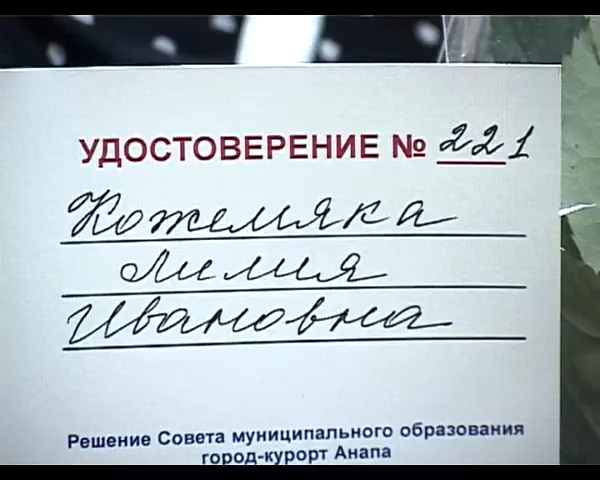 УДОСТОВЕРЕНИЕ № 221
Кожемяка
Лилия
Ивановна
Решение Совета муниципального образования
город-курорт Анапа